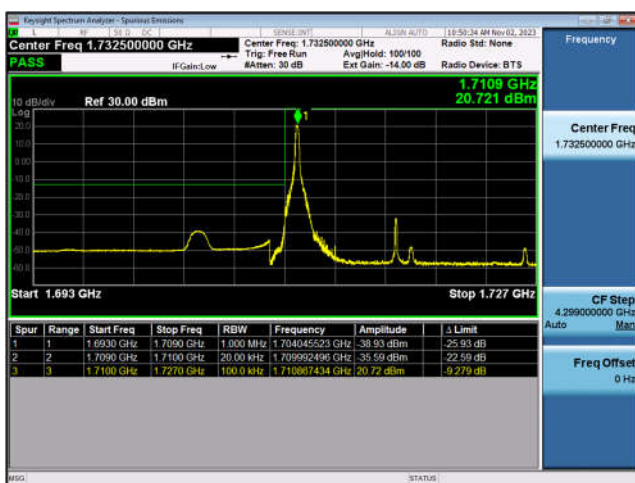 Keysight Spectrum Analyzer - Spurious Emissions
L RF 50 Ω DC SENSE:INT ALIGN AUTO 10:50:24 AM Nov 02, 2023
Center Freq 1.732500000 GHz Center Freq: 1.732500000 GHz Radio Std: None Frequency
Trig: Free Run Avg|Hold: 100/100
PASS IFGain:Low #Atten: 30 dB Ext Gain: -14.00 dB Radio Device: BTS
1.7109 GHz
10 dB/div Ref 30.00 dBm 20.721 dBm
Log
1
20.0
10.0
0.00
-10.0
-20.0
-30.0
-40.0
-50.0
-60.0
Center Freq
1.732500000 GHz
Start 1.693 GHz Stop 1.727 GHz
CF Step
4.299000000 GHz
Auto Man
Spur Range Start Freq Stop Freq RBW Frequency Amplitude Δ Limit
1 1 1.6930 GHz 1.7090 GHz 1.000 MHz 1.704045523 GHz -38.93 dBm -25.93 dB
2 2 1.7090 GHz 1.7100 GHz 20.00 kHz 1.709992496 GHz -35.59 dBm -22.59 dB
3 3 1.7100 GHz 1.7270 GHz 100.0 kHz 1.710867434 GHz 20.72 dBm -9.279 dB
Freq Offset
0 Hz
MSG STATUS